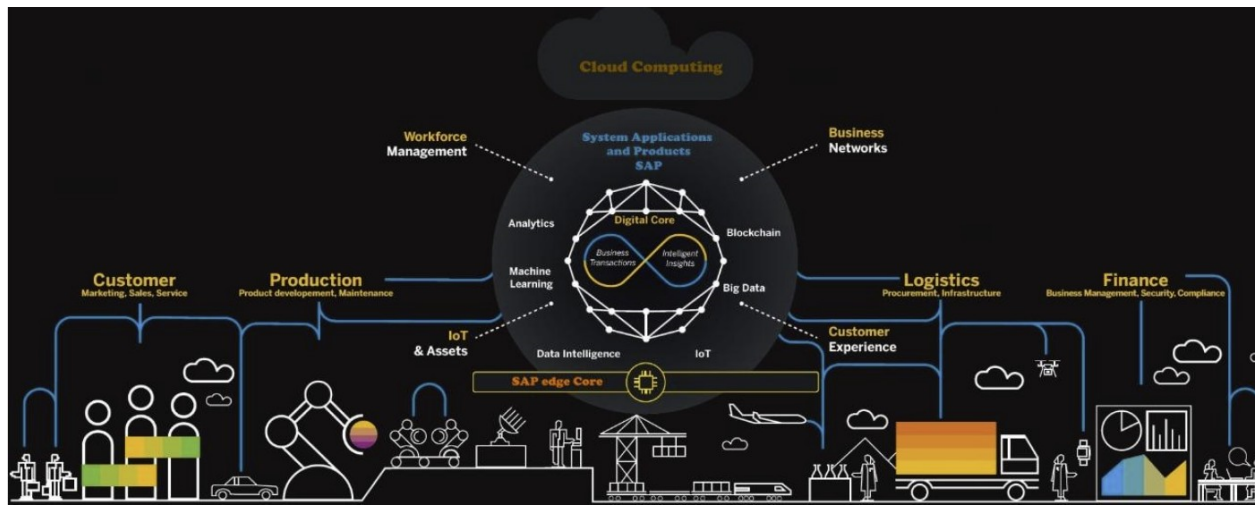 Cloud Computing
System Applications
and Products
SAP
Workforce
Management
Business
Networks
Analytics
Digital Core
Blockchain
Business
Transactions
Intelligent
Insights
Machine
Learning
Big Data
Customer
Marketing, Sales, Service
Production
Product developement, Maintenance
Logistics
Procurement, Infrastructure
Finance
Business Management, Security, Compliance
IoT
& Assets
Customer
Experience
Data Intelligence
IoT
SAP edge Core